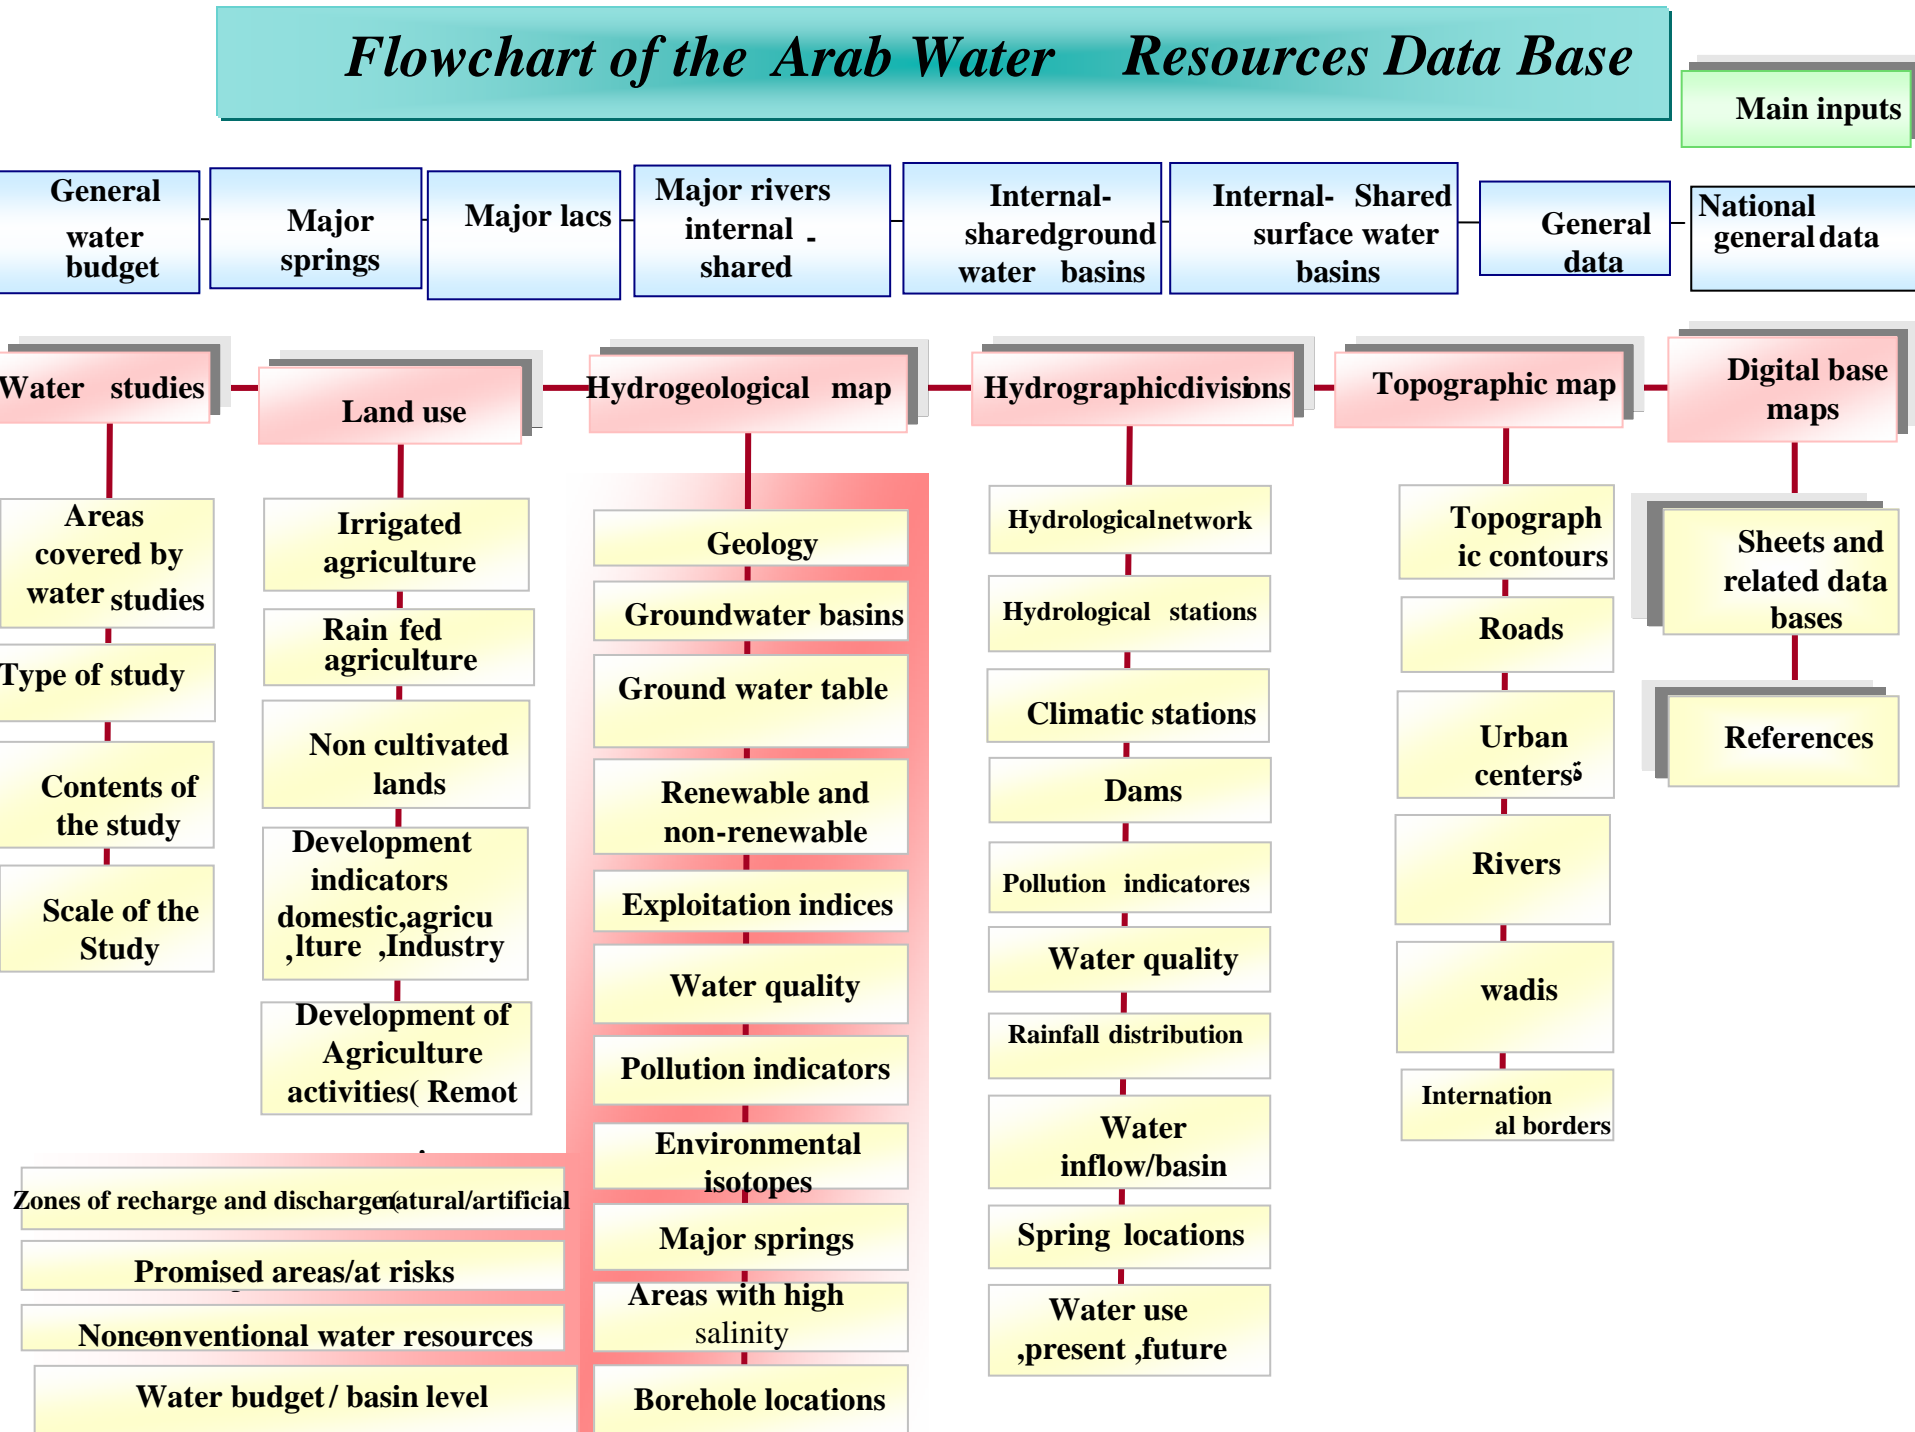 Flowchart of the Arab Water Resources Data Base
Main inputs
General
water
budget
Major
springs
Major lacs
Major rivers
internal -
shared
Internal-
sharedground
water basins
Internal- Shared
surface water
basins
General
data
National
general data
Water studies
Land use
Hydrogeological map
Hydrographicdivisions
Topographic map
Digital base
maps
Areas
covered by
water studies
Type of study
Contents of
the study
Scale of the
Study
Irrigated
agriculture
Rain fed
agriculture
Non cultivated
lands
Development
indicators
domestic,agricu
,lture ,Industry
Development of
Agriculture
activities( Remot
Geology
Groundwater basins
Ground water table
Renewable and
non-renewable
Exploitation indices
Water quality
Pollution indicators
Environmental
isotopes
Major springs
Areas with high
salinity
Borehole locations
Zones of recharge and discharge(natural/artificial
Promised areas/at risks
Non-conventional water resources
Water budget / basin level
Hydrologicalnetwork
Hydrological stations
Climatic stations
Dams
Pollution indicatores
Water quality
Rainfall distribution
Water
inflow/basin
Spring locations
Water use
,present ,future
Topograph
ic contours
Roads
Urban
centersة
Rivers
wadis
Internation
al borders
Sheets and
related data
bases
References